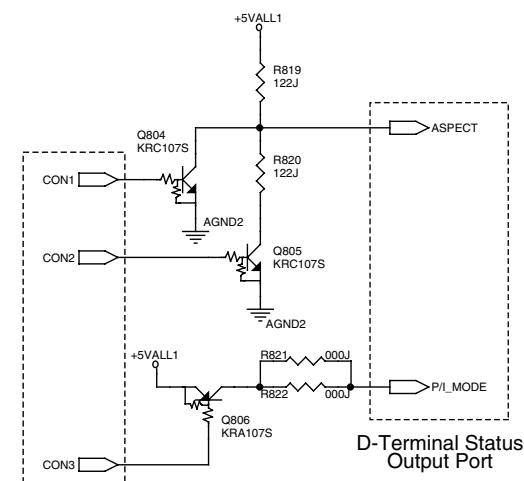 +5VALL1
R819
122J
Q804
KRC107S
ASPECT
R820
122J
CON1
AGND2
CON2
Q805
KRC107S
AGND2
+5VALL1
R821 000J
R822 000J
P/I_MODE
Q806
KRA107S
D-Terminal Status
Output Port
CON3